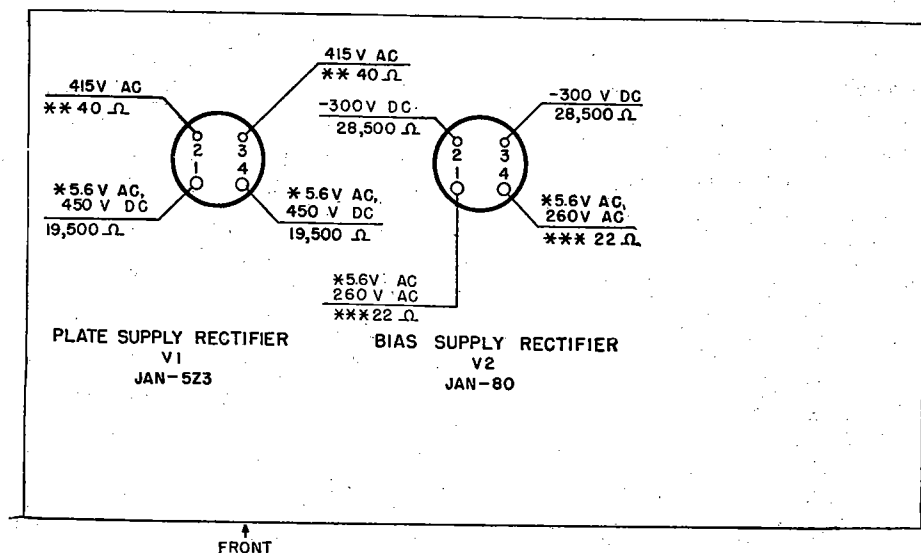 415 V AC
** 40 Ω
415 V AC
** 40 Ω
2 3
1 4
*5.6 V AC,
450 V DC
19,500 Ω
*5.6 V AC,
450 V DC
19,500 Ω
PLATE SUPPLY RECTIFIER
V1
JAN-5Z3
-300 V DC
28,500 Ω
-300 V DC
28,500 Ω
2 3
1 4
*5.6V AC,
260V AC
*** 22 Ω
*5.6V AC
260 V AC
***22 Ω
BIAS SUPPLY RECTIFIER
V2
JAN-80
FRONT